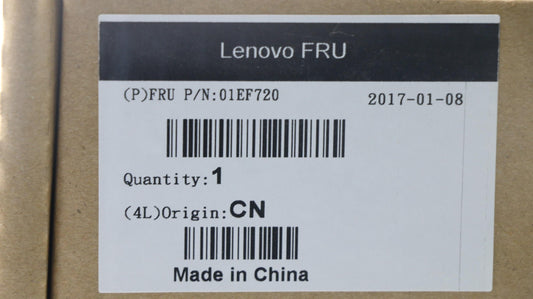 Lenovo FRU
(P)FRU P/N:01EF720 2017-01-08
Quantity:1
(4L)Origin:CN
Made in China